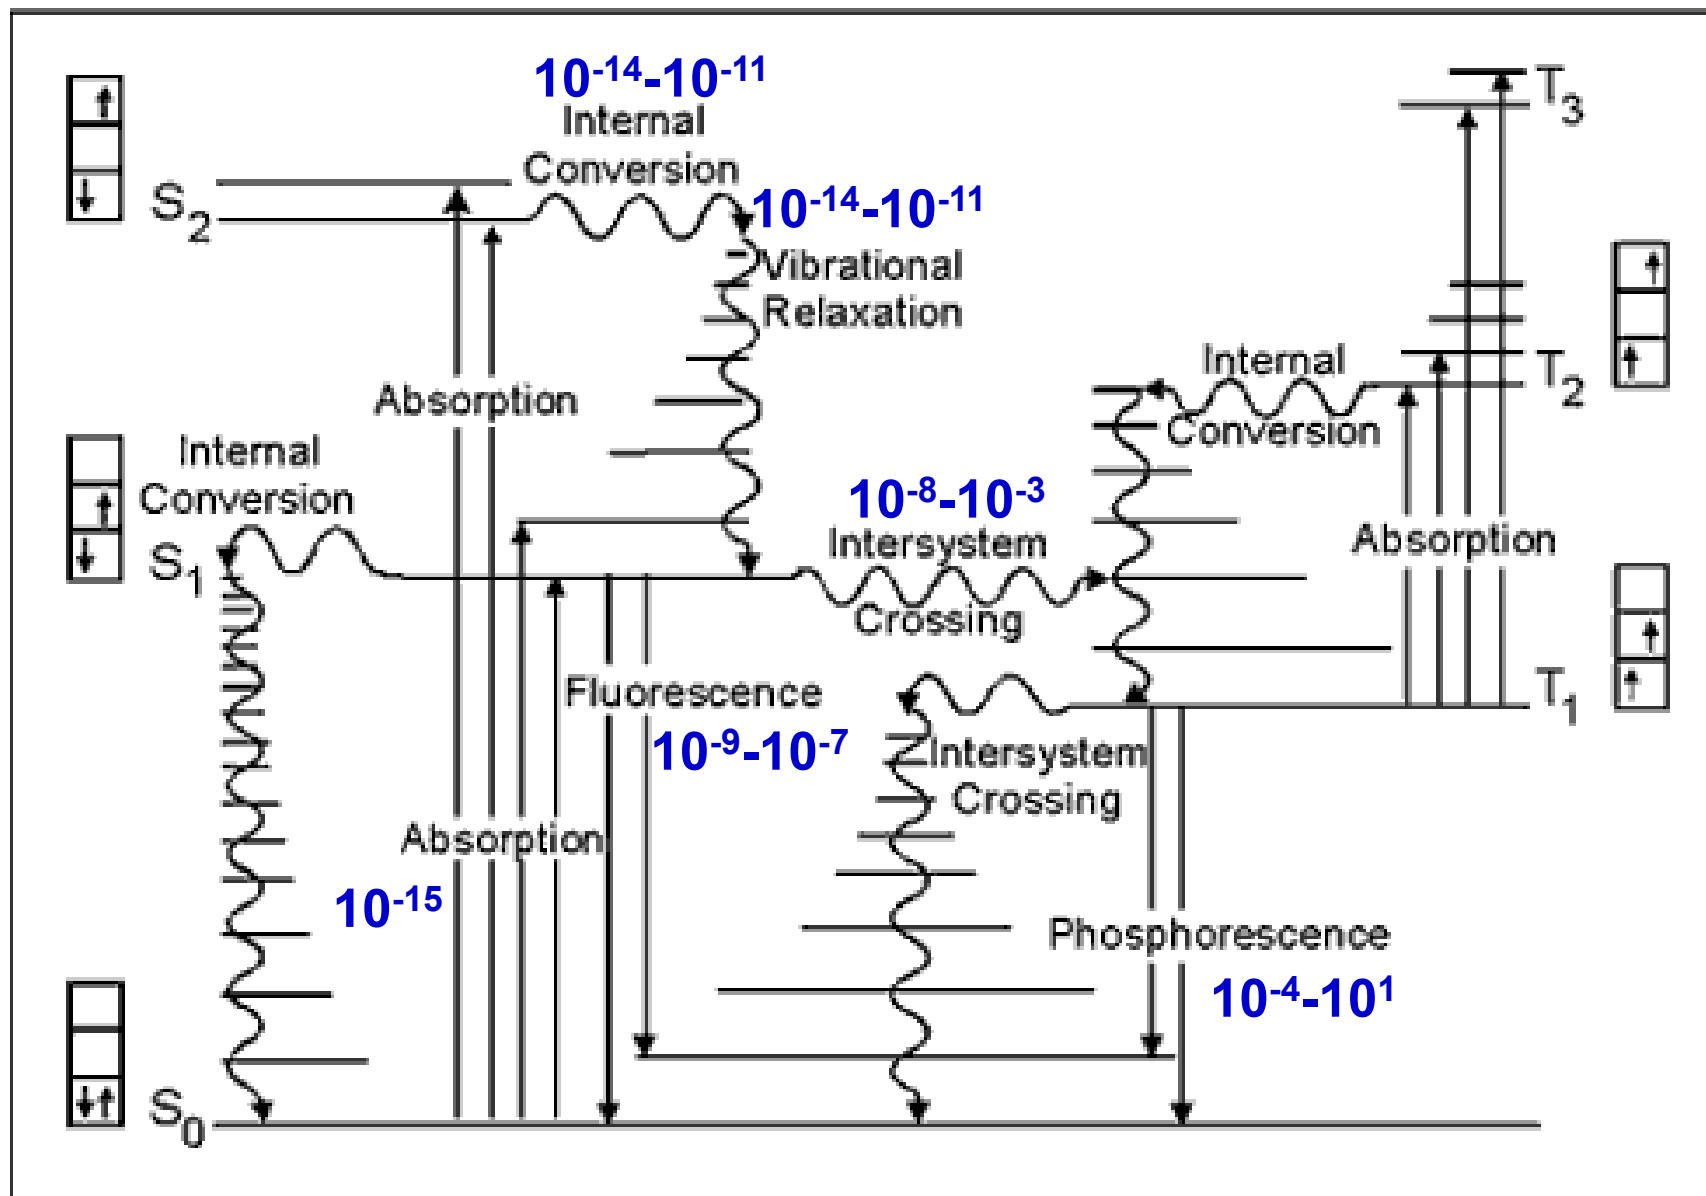 10⁻¹⁴-10⁻¹¹
Internal
Conversion
S₂
10⁻¹⁴-10⁻¹¹
Vibrational
Relaxation
T₃
Absorption
Internal
Conversion
T₂
Internal
Conversion
S₁
10⁻⁸-10⁻³
Intersystem
Crossing
Absorption
Fluorescence
10⁻⁹-10⁻⁷
T₁
Intersystem
Crossing
Absorption
10⁻¹⁵
Phosphorescence
10⁻⁴-10¹
S₀